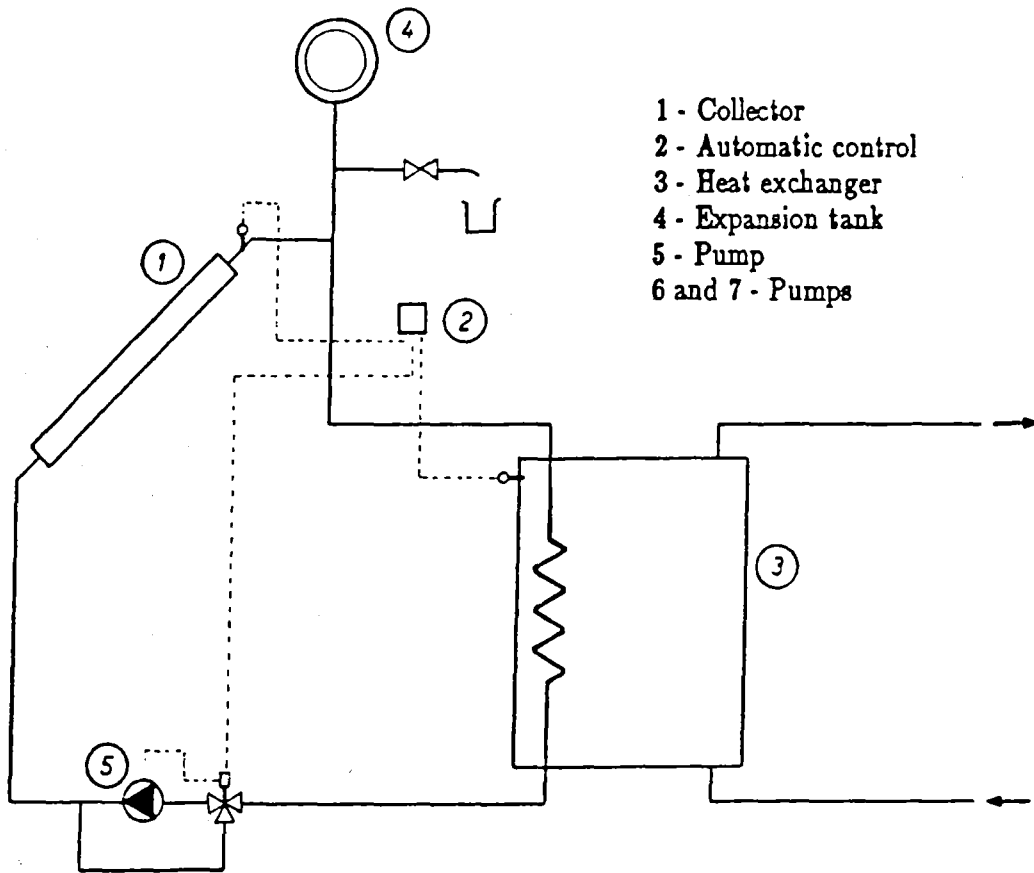 4
1 - Collector
2 - Automatic control
3 - Heat exchanger
4 - Expansion tank
5 - Pump
6 and 7 - Pumps
1
2
3
5